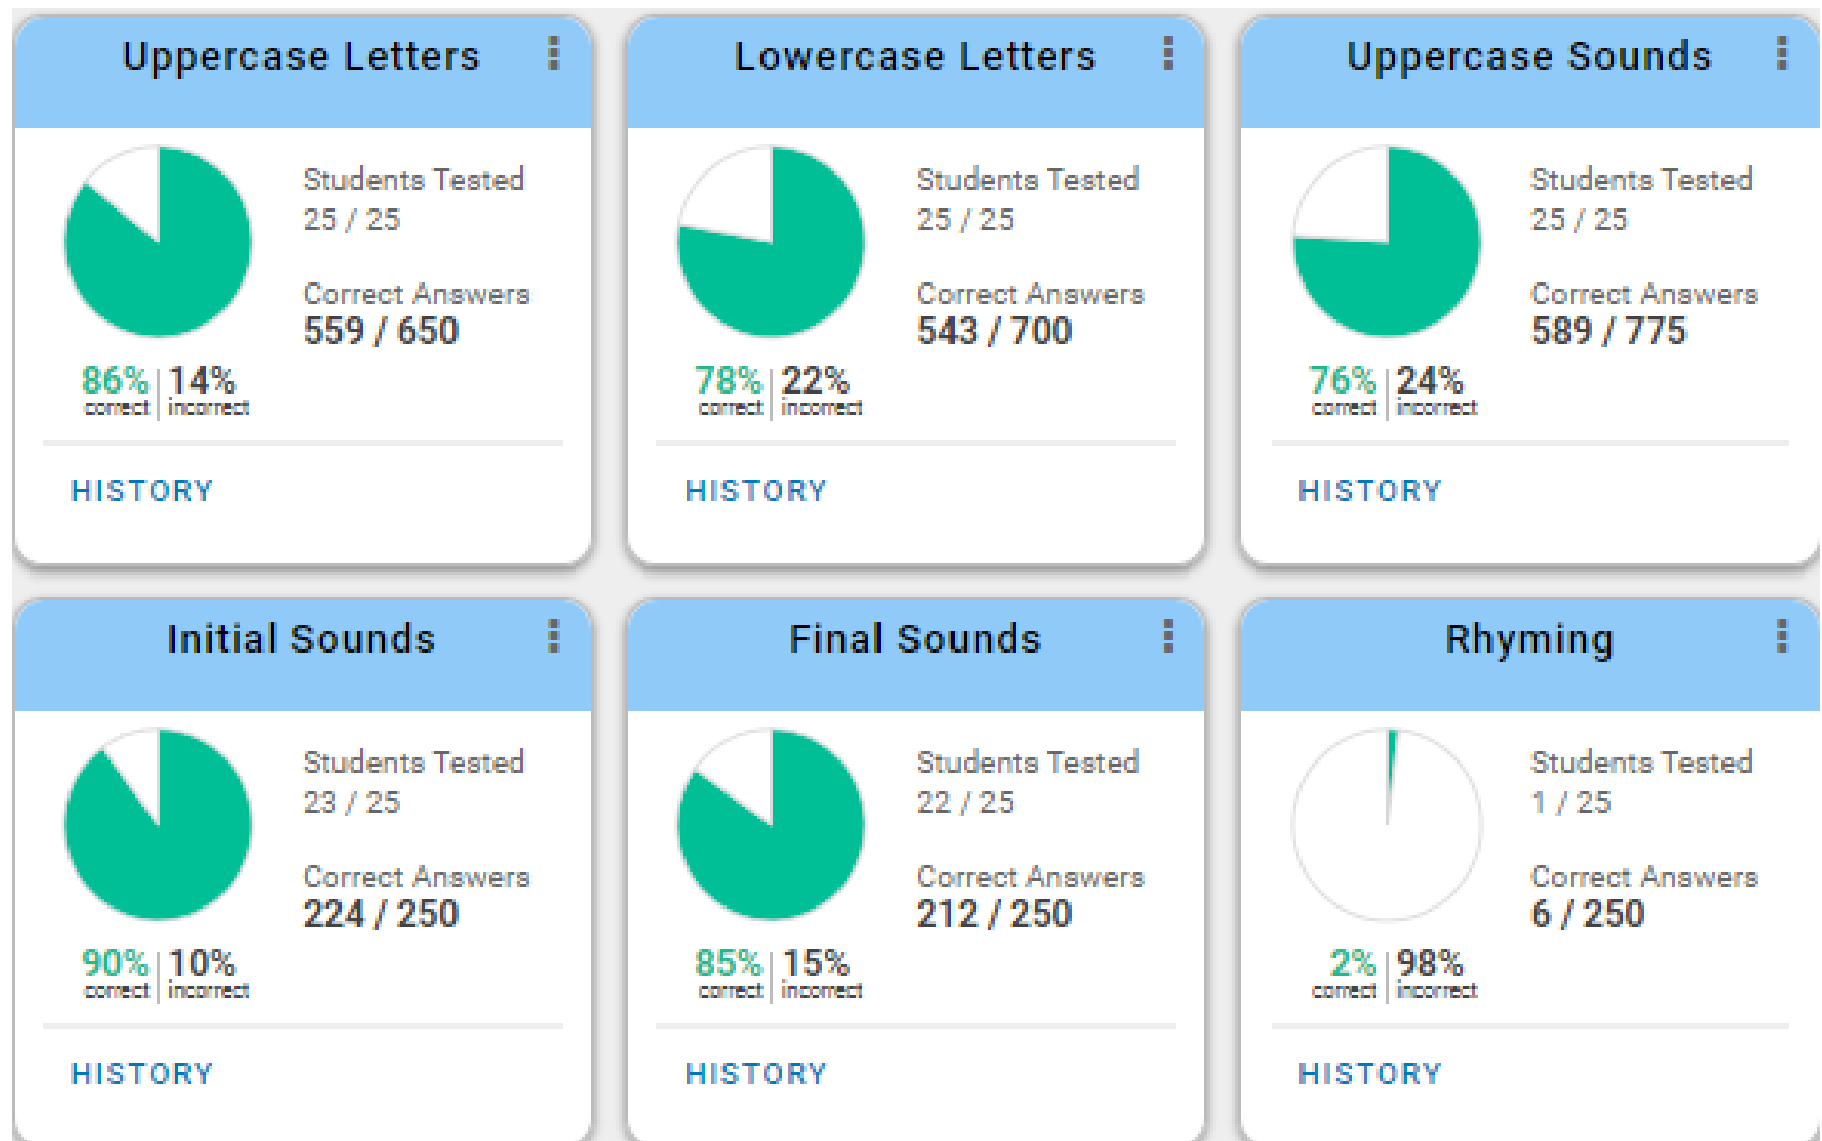 Uppercase Letters
Students Tested
25 / 25
Correct Answers
559 / 650
86% 14%
correct incorrect
HISTORY
Lowercase Letters
Students Tested
25 / 25
Correct Answers
543 / 700
78% 22%
correct incorrect
HISTORY
Uppercase Sounds
Students Tested
25 / 25
Correct Answers
589 / 775
76% 24%
correct incorrect
HISTORY
Initial Sounds
Students Tested
23 / 25
Correct Answers
224 / 250
90% 10%
correct incorrect
HISTORY
Final Sounds
Students Tested
22 / 25
Correct Answers
212 / 250
85% 15%
correct incorrect
HISTORY
Rhyming
Students Tested
1 / 25
Correct Answers
6 / 250
2% 98%
correct incorrect
HISTORY